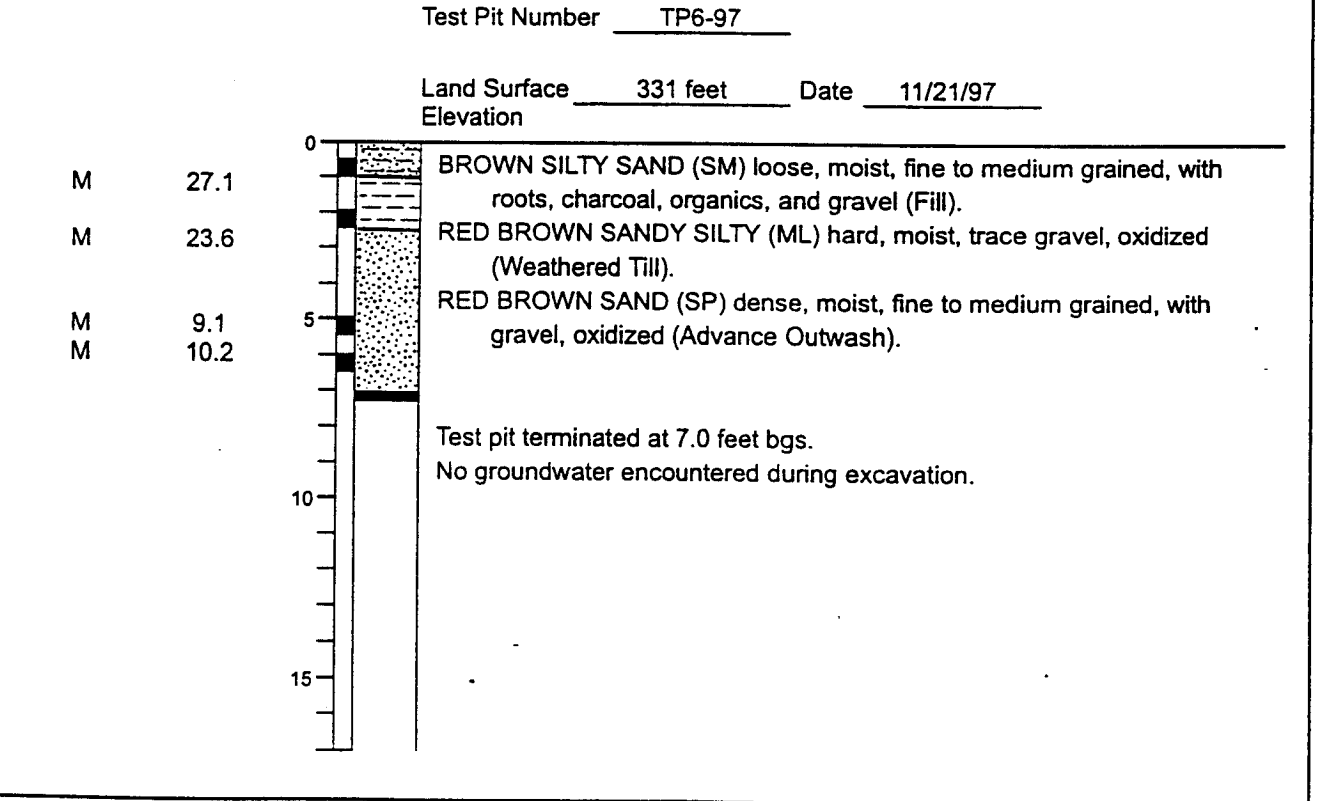 Test Pit Number TP6-97
Land Surface 331 feet Date 11/21/97
Elevation
0
BROWN SILTY SAND (SM) loose, moist, fine to medium grained, with
M 27.1
roots, charcoal, organics, and gravel (Fill).
M 23.6
RED BROWN SANDY SILTY (ML) hard, moist, trace gravel, oxidized
(Weathered Till).
RED BROWN SAND (SP) dense, moist, fine to medium grained, with
M 9.1 5
gravel, oxidized (Advance Outwash).
M 10.2
Test pit terminated at 7.0 feet bgs.
No groundwater encountered during excavation.
10
15